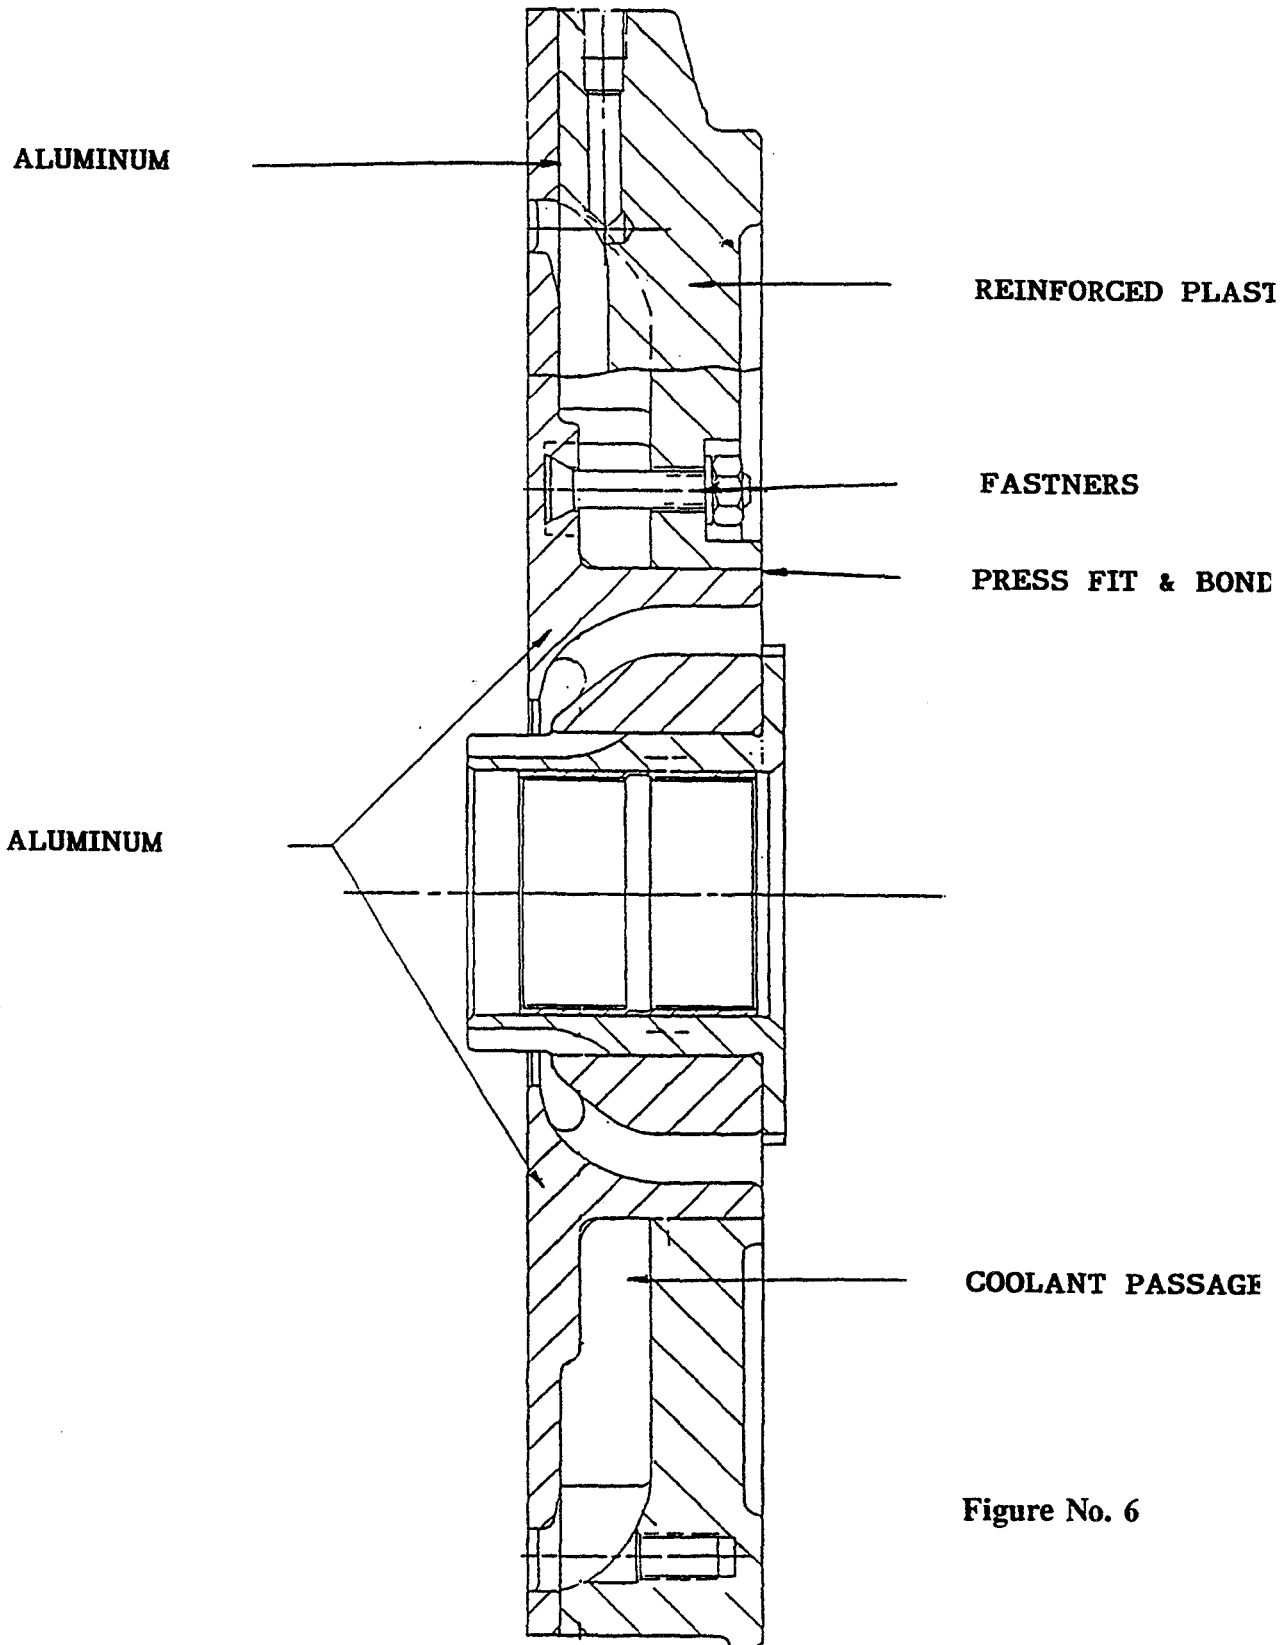 ALUMINUM
REINFORCED PLAST
FASTNERS
PRESS FIT & BOND
ALUMINUM
COOLANT PASSAGE
Figure No. 6